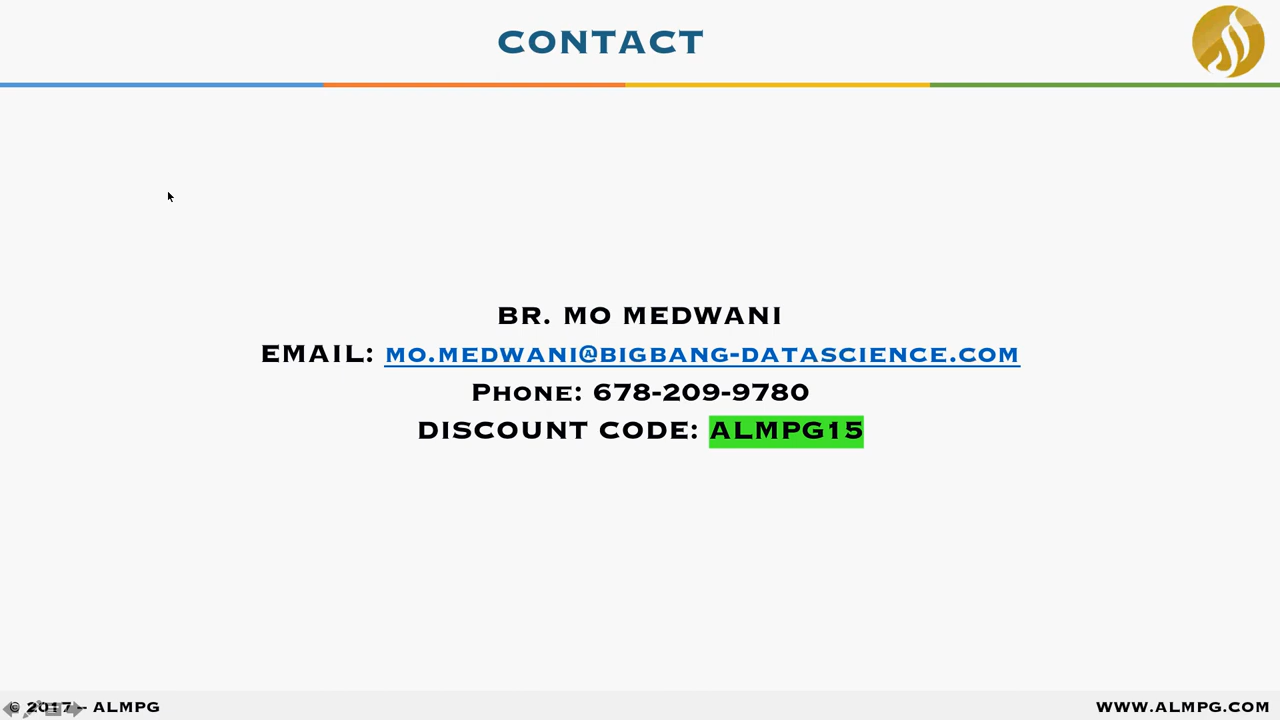 CONTACT
BR. MO MEDWANI
EMAIL: MO.MEDWANI@BIGBANG-DATASCIENCE.COM
PHONE: 678-209-9780
DISCOUNT CODE: ALMPG15
© 2017 – ALMPG
WWW.ALMPG.COM